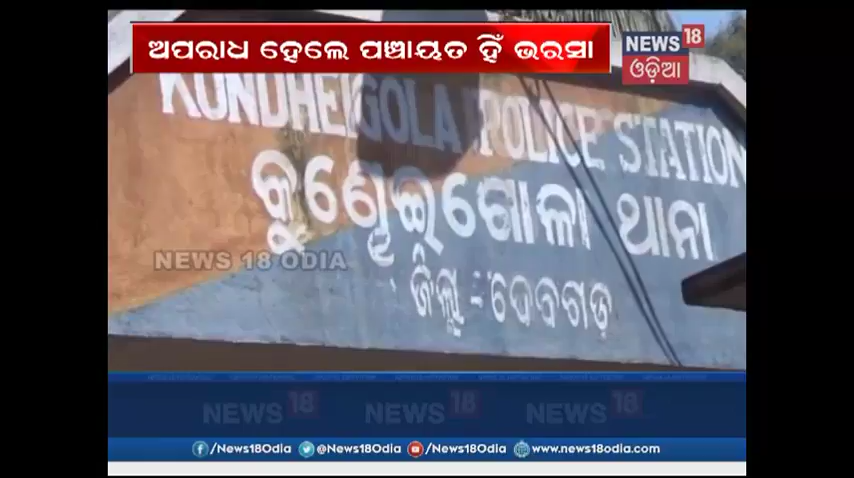 ଅପରାଧ ହେଲେ ପଞ୍ଚାୟତ ହିଁ ଭରସା
NEWS 18
ଓଡ଼ିଆ
KUNDHEIGOLA POLICE STATION
କୁଣ୍ଢେଇଗୋଳା ଥାନା
NEWS 18 ODIA
ଜିଲ୍ଲା - ଦେବଗଡ଼
NEWS 18 NEWS 18 NEWS 18
/News18Odia @News18Odia /News18Odia www.news18odia.com